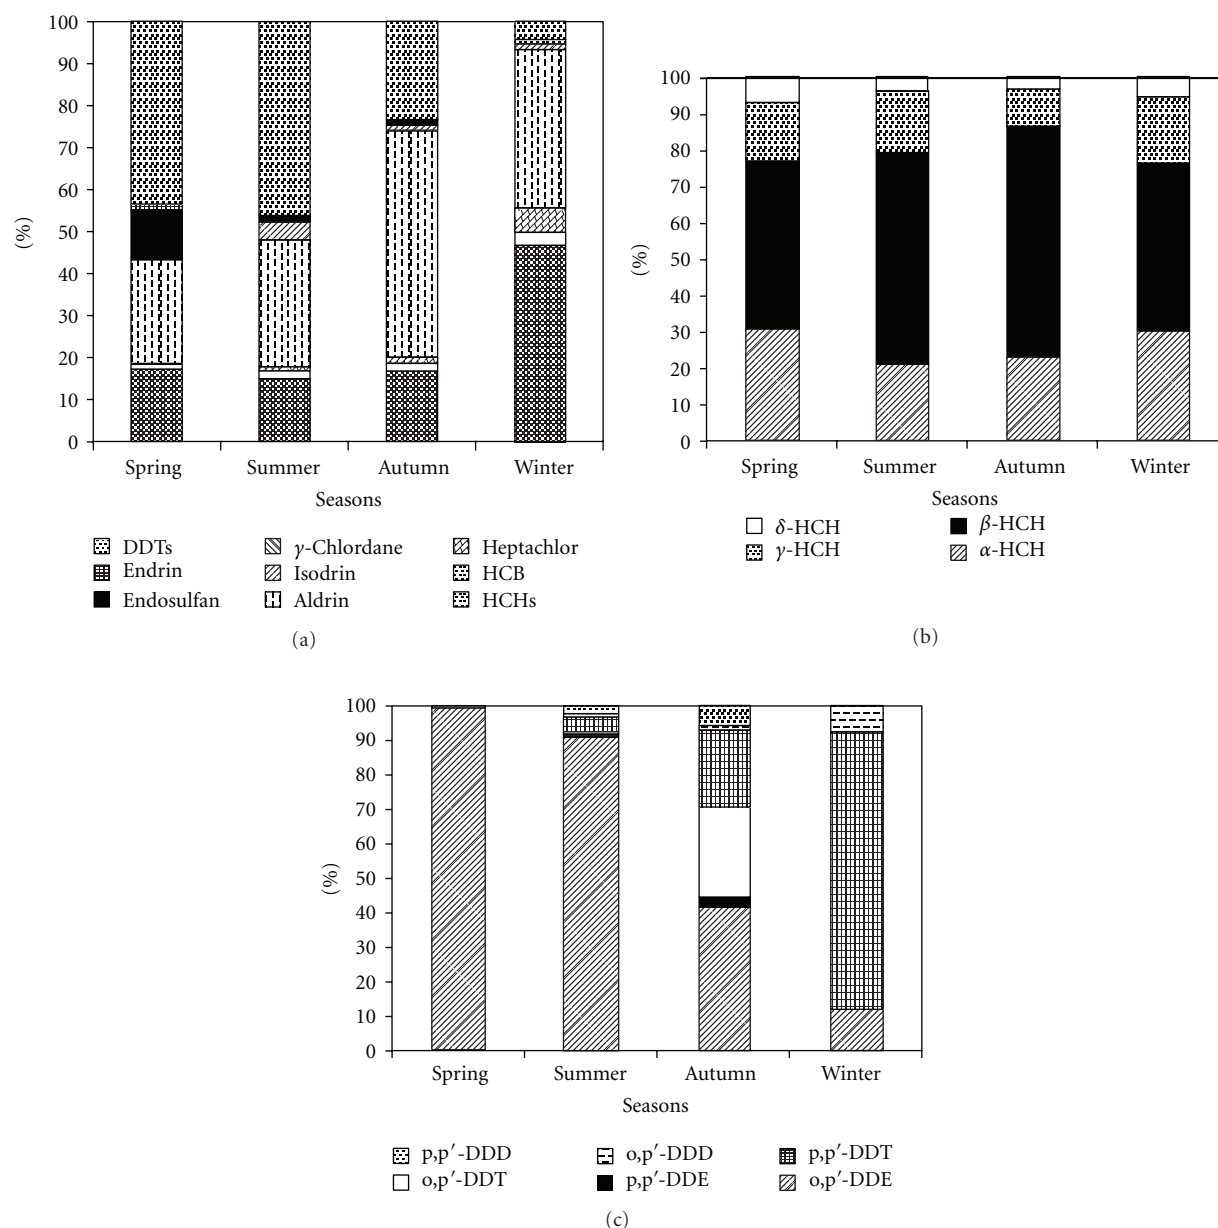 100
90
80
70
60
50
40
30
20
10
0
(%)
Spring Summer Autumn Winter
Seasons
DDTs γ-Chlordane Heptachlor
Endrin Isodrin HCB
Endosulfan Aldrin HCHs
(a)
100
90
80
70
60
50
40
30
20
10
0
(%)
Spring Summer Autumn Winter
Seasons
δ-HCH β-HCH
γ-HCH α-HCH
(b)
100
90
80
70
60
50
40
30
20
10
0
(%)
Spring Summer Autumn Winter
Seasons
p,p′-DDD o,p′-DDD p,p′-DDT
o,p′-DDT p,p′-DDE o,p′-DDE
(c)